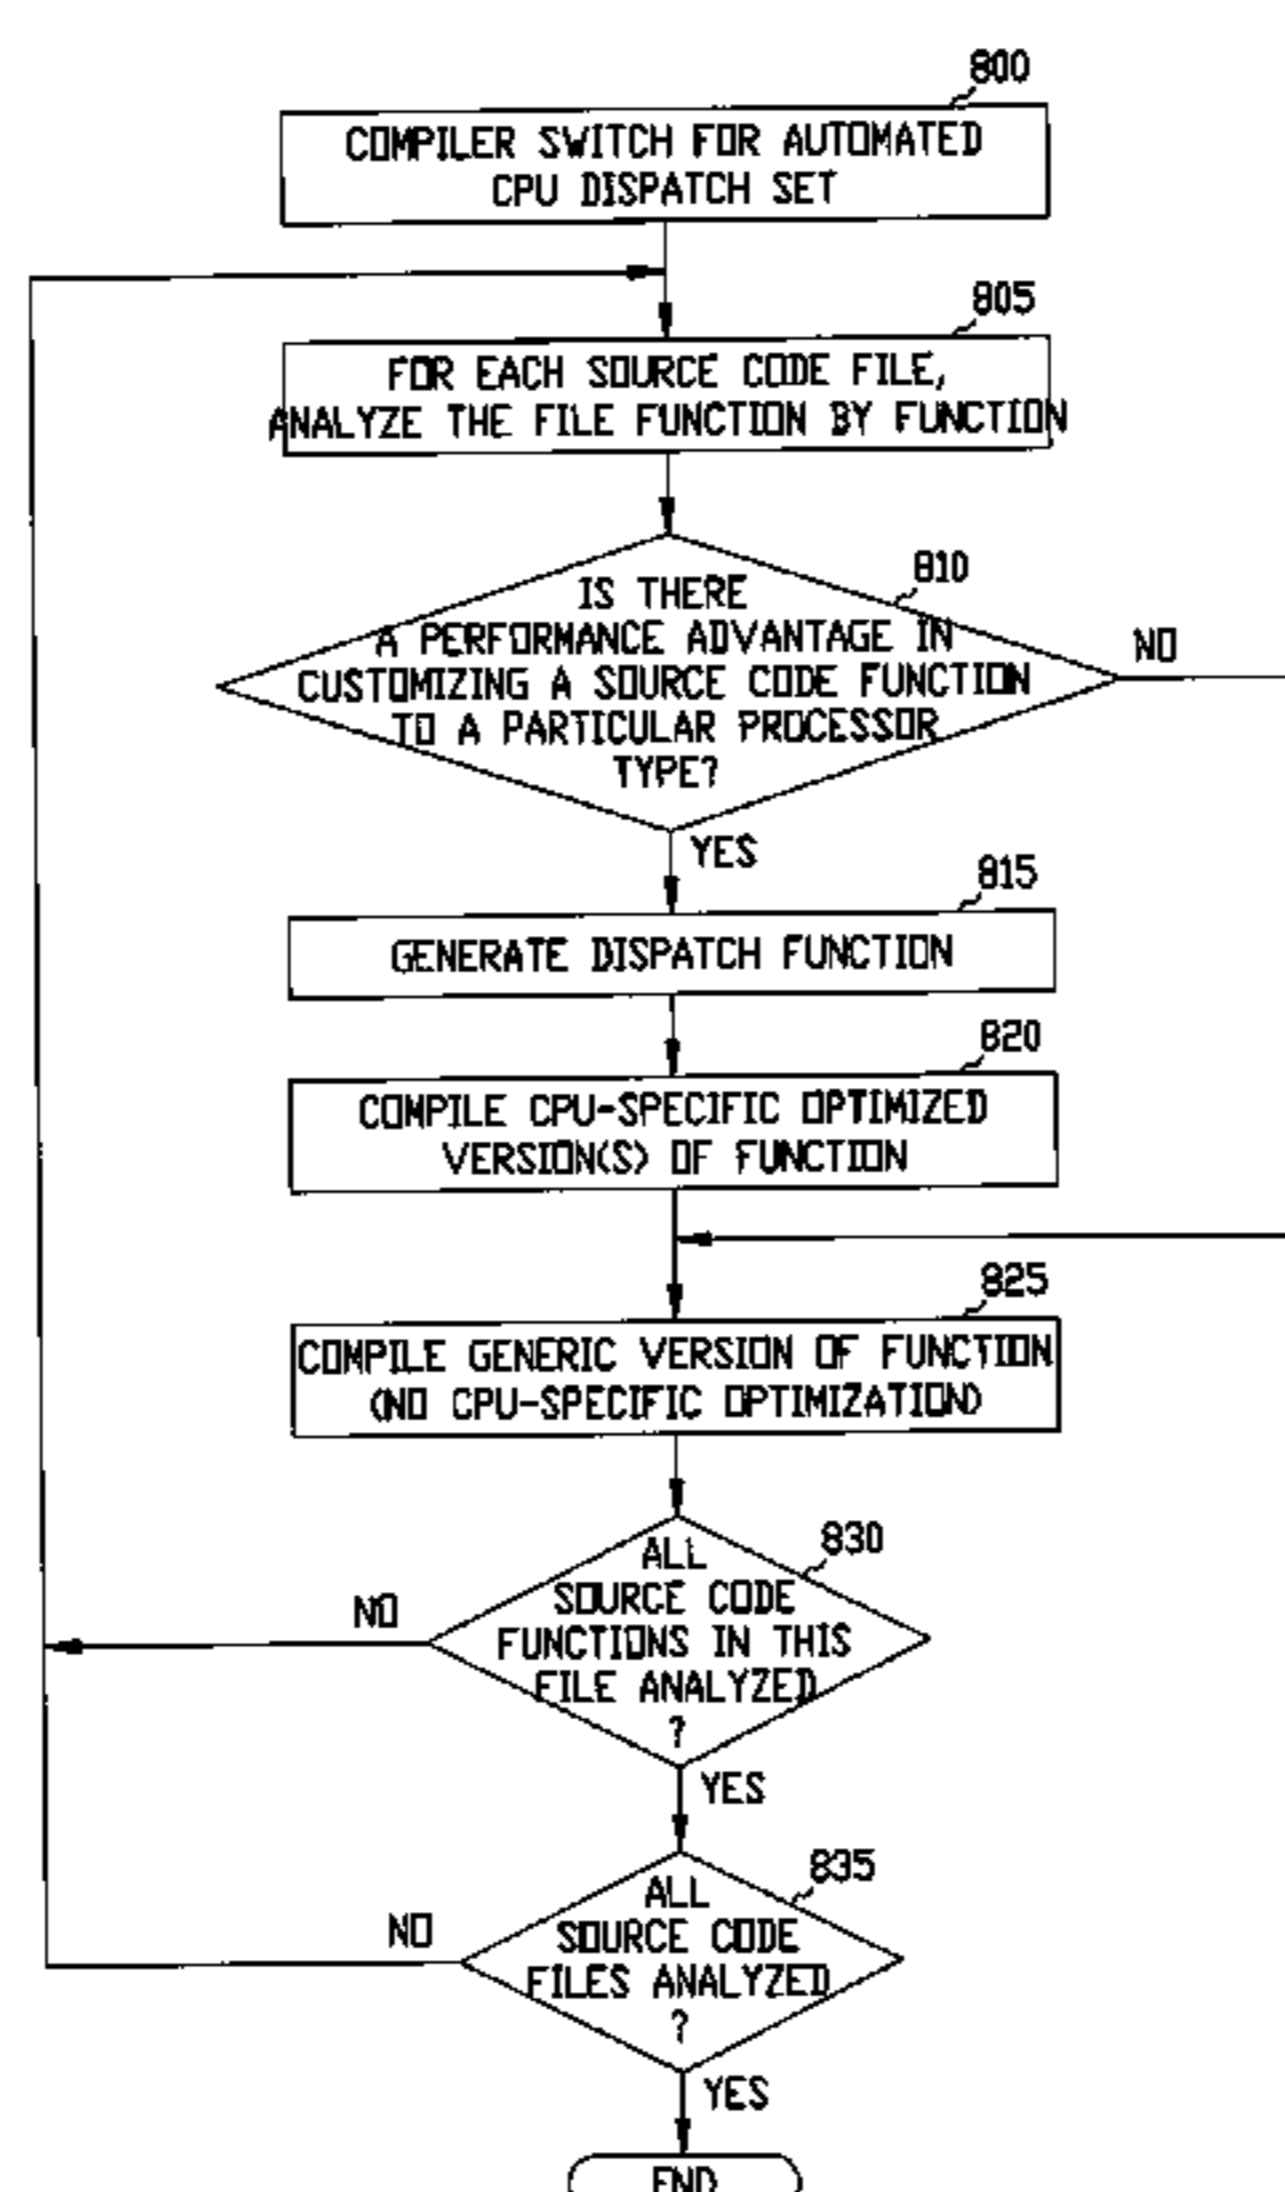 800
COMPILER SWITCH FOR AUTOMATED
CPU DISPATCH SET
805
FOR EACH SOURCE CODE FILE,
ANALYZE THE FILE FUNCTION BY FUNCTION
810
IS THERE
A PERFORMANCE ADVANTAGE IN
CUSTOMIZING A SOURCE CODE FUNCTION
TO A PARTICULAR PROCESSOR
TYPE?
NO
YES
815
GENERATE DISPATCH FUNCTION
820
COMPILE CPU-SPECIFIC OPTIMIZED
VERSION(S) OF FUNCTION
825
COMPILE GENERIC VERSION OF FUNCTION
(NO CPU-SPECIFIC OPTIMIZATION)
830
ALL
SOURCE CODE
FUNCTIONS IN THIS
FILE ANALYZED
?
NO
YES
835
ALL
SOURCE CODE
FILES ANALYZED
?
NO
YES
END